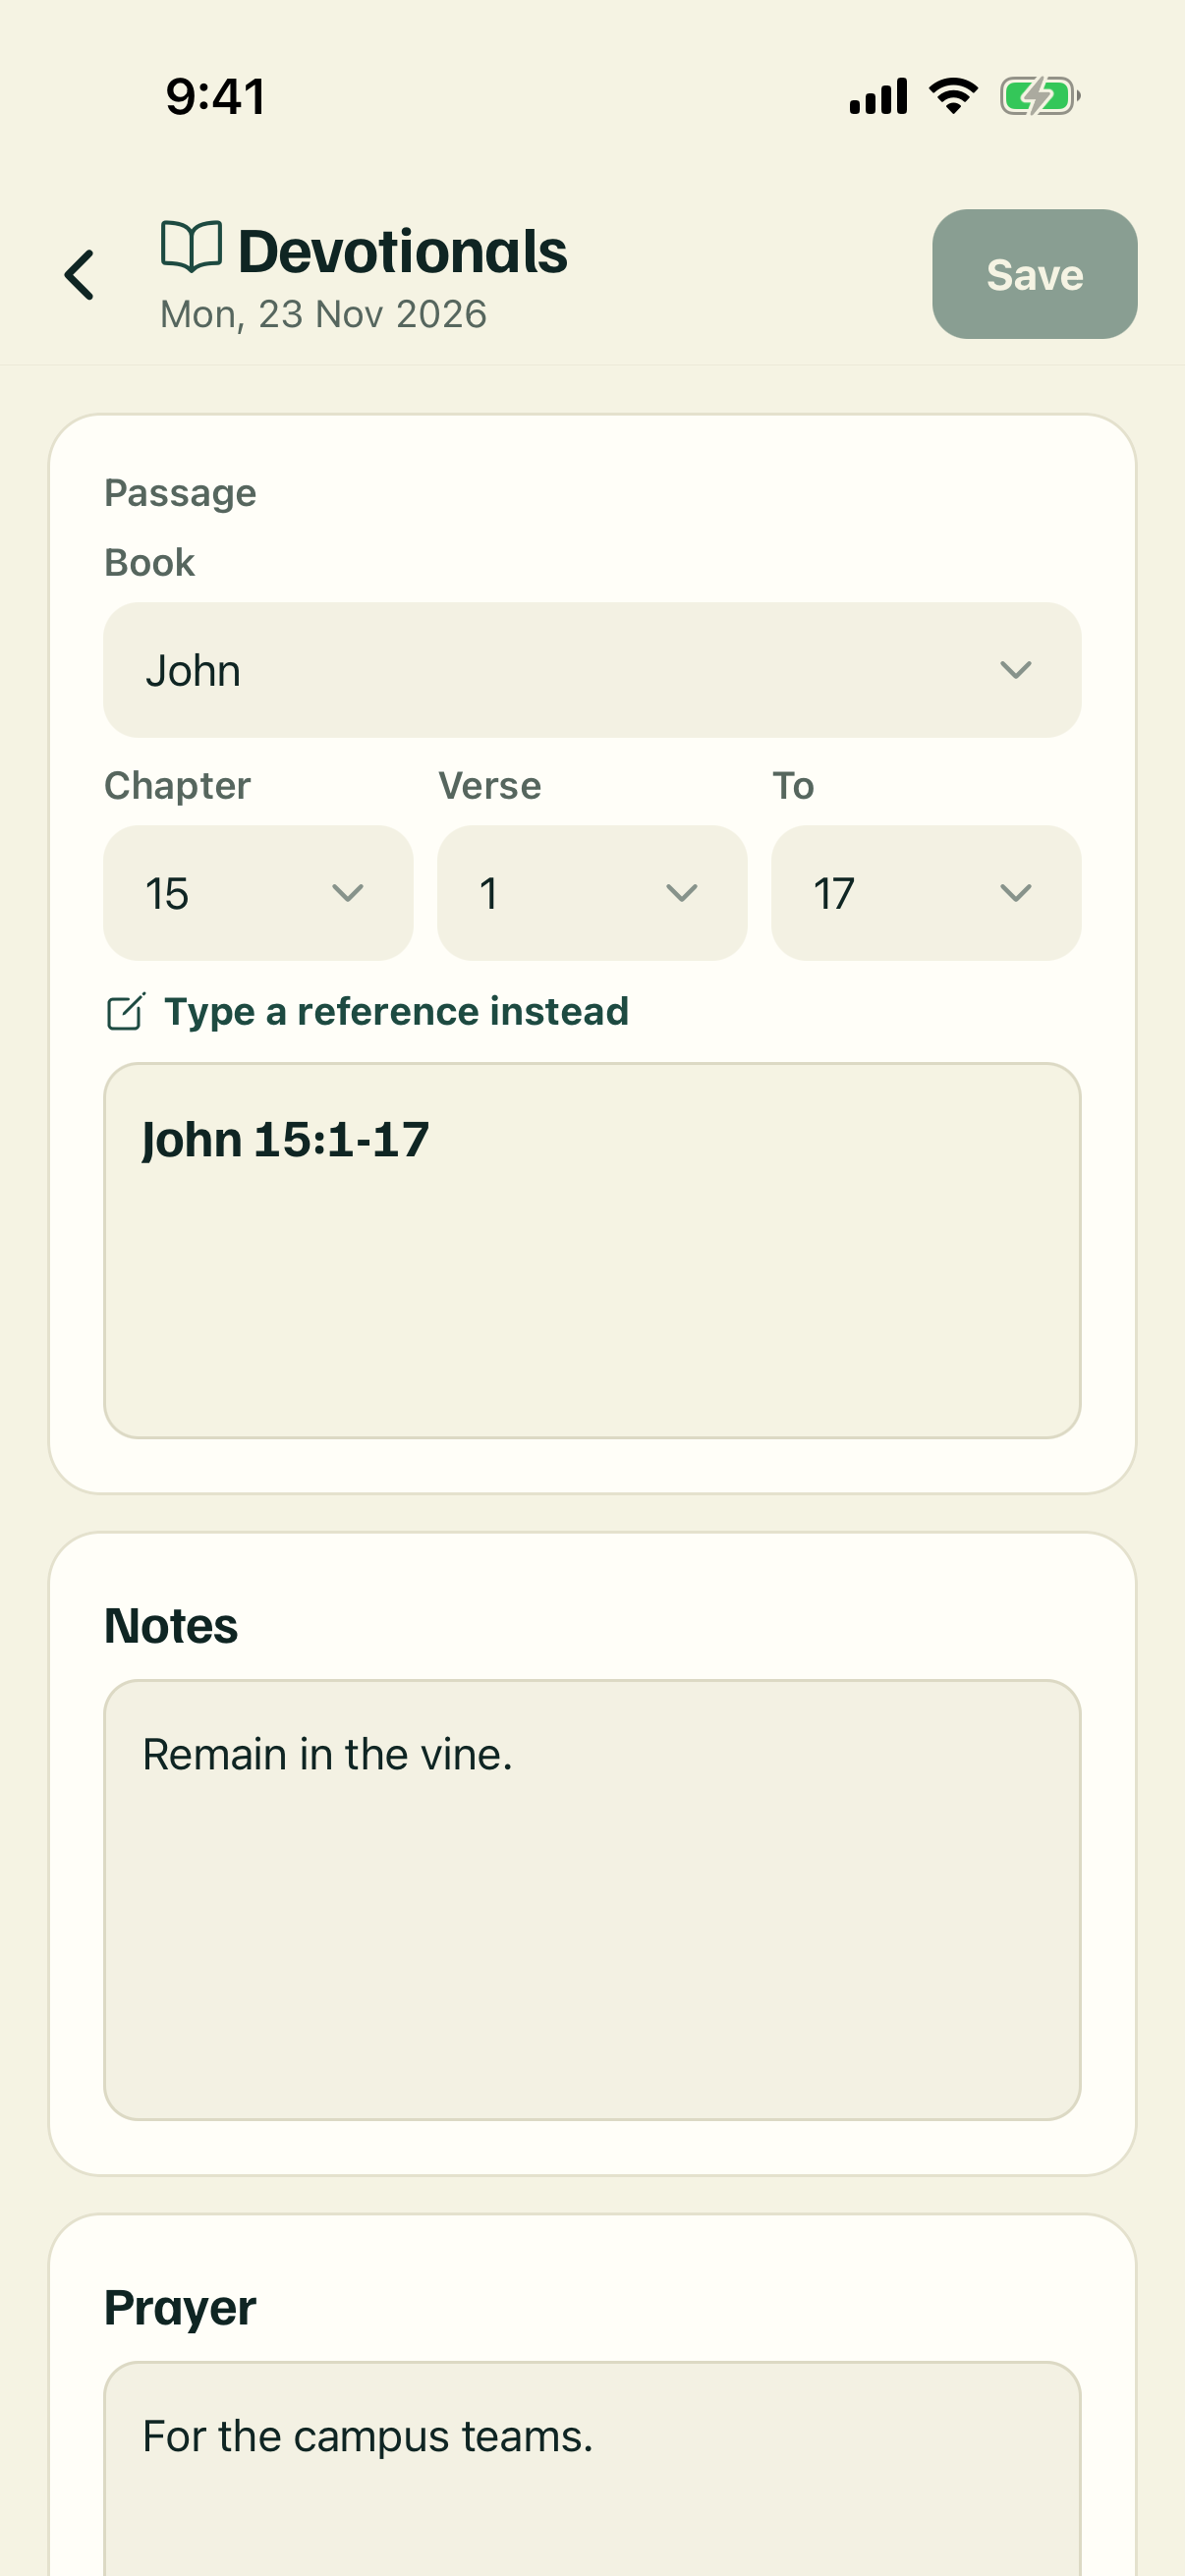 9:41
Devotionals
Save
Mon, 23 Nov 2026
Passage
Book
John
Chapter Verse To
15 1 17
Type a reference instead
John 15:1-17
Notes
Remain in the vine.
Prayer
For the campus teams.